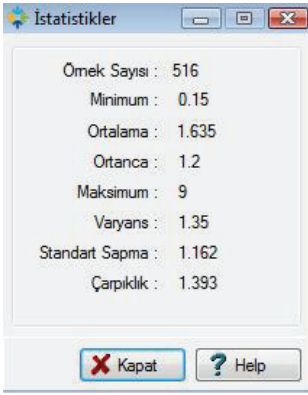 İstatistikler
Örnek Sayısı : 516
Minimum : 0.15
Ortalama : 1.635
Ortanca : 1.2
Maksimum : 9
Varyans : 1.35
Standart Sapma : 1.162
Çarpıklık : 1.393
Kapat
? Help